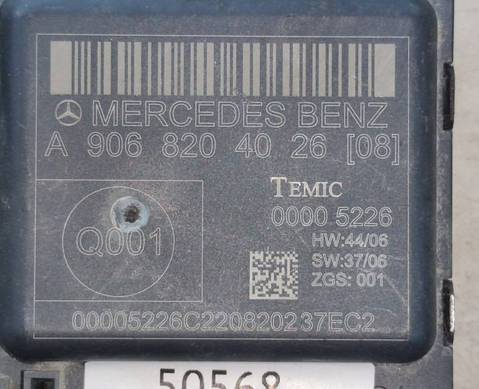 MERCEDES BENZ
A 906 820 40 26 [08]
TEMIC
Q001
0000 5226
HW:44/06
SW:37/06
ZGS: 001
00005226C220820237EC2
50568